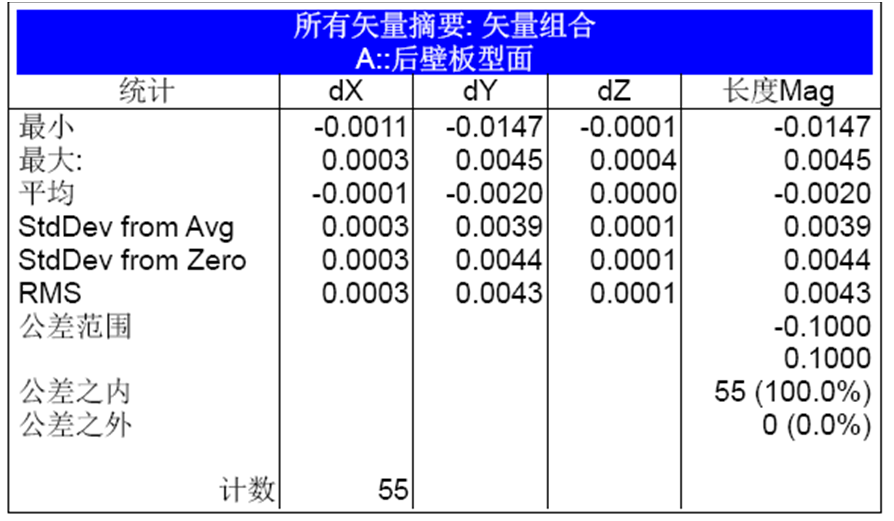 所有矢量摘要: 矢量组合
A::后壁板型面
统计 dX dY dZ 长度Mag
最小 -0.0011 -0.0147 -0.0001 -0.0147
最大: 0.0003 0.0045 0.0004 0.0045
平均 -0.0001 -0.0020 0.0000 -0.0020
StdDev from Avg 0.0003 0.0039 0.0001 0.0039
StdDev from Zero 0.0003 0.0044 0.0001 0.0044
RMS 0.0003 0.0043 0.0001 0.0043
公差范围 -0.1000
0.1000
公差之内 55 (100.0%)
公差之外 0 (0.0%)
计数 55